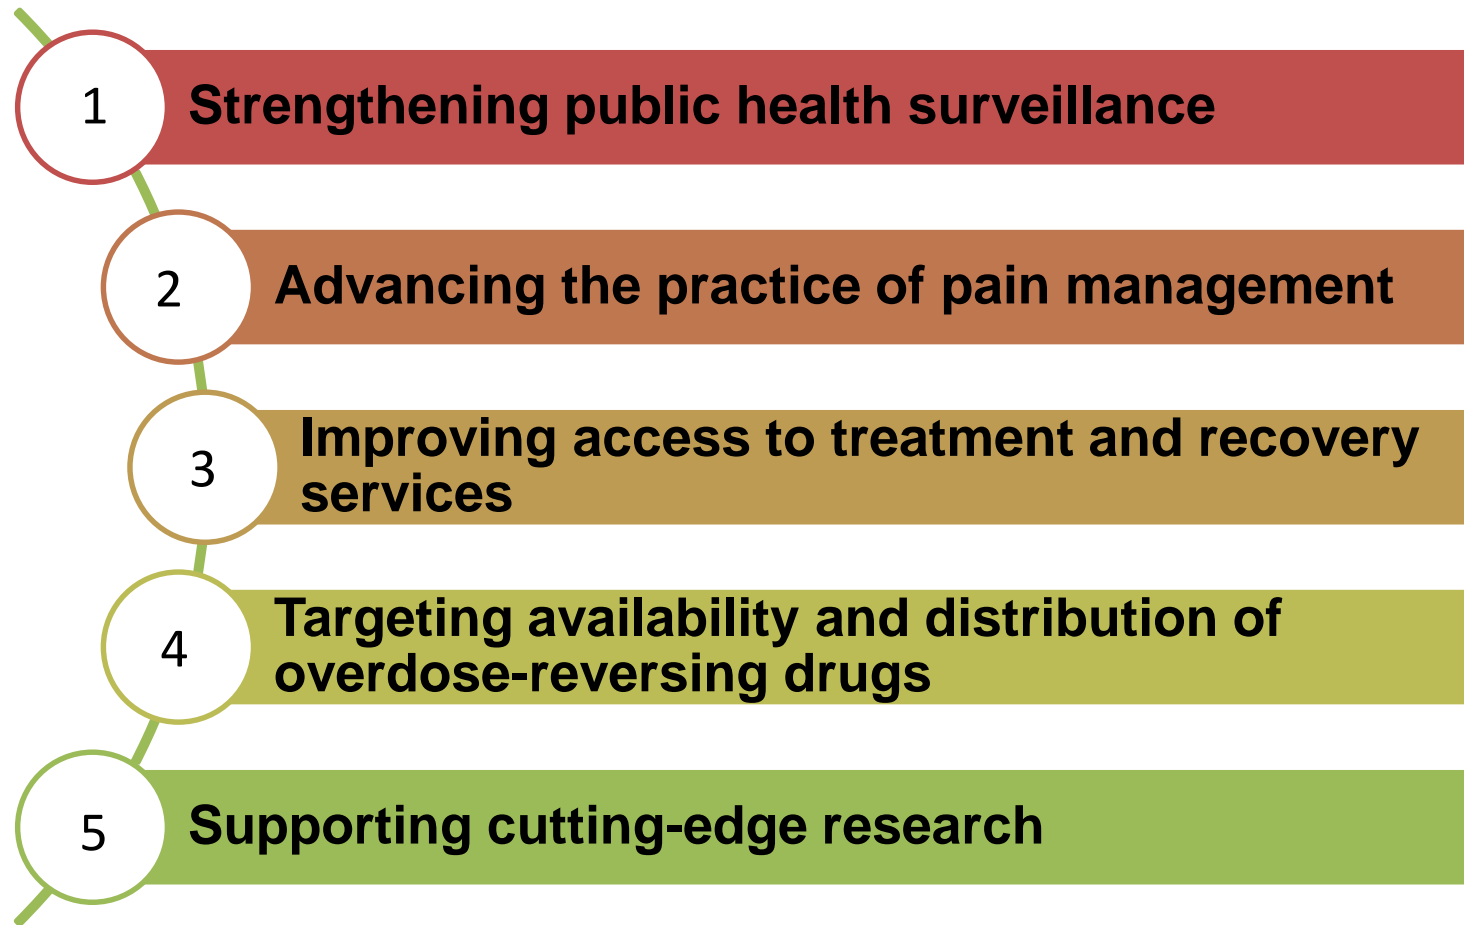 1
Strengthening public health surveillance
2
Advancing the practice of pain management
3
Improving access to treatment and recovery
services
4
Targeting availability and distribution of
overdose-reversing drugs
5
Supporting cutting-edge research